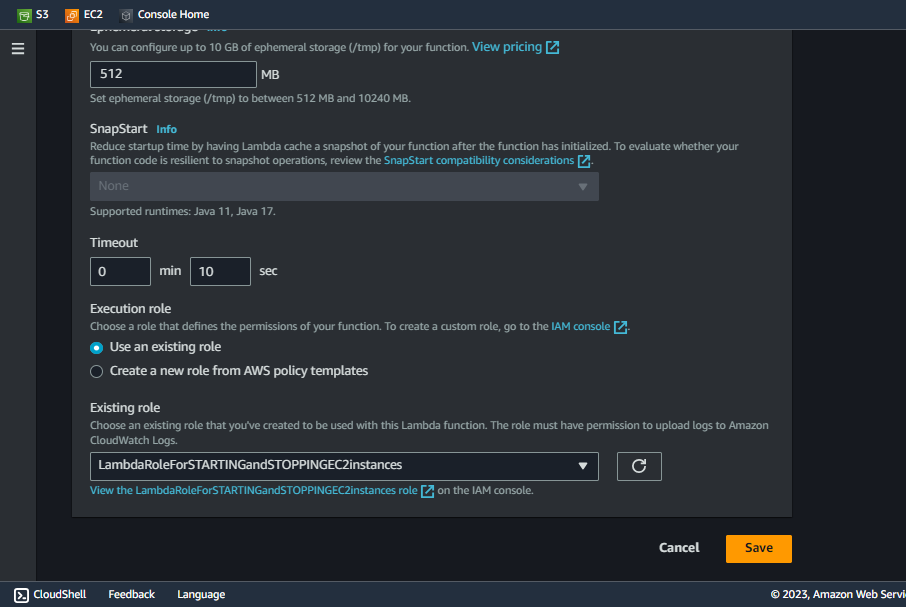 S3 EC2 Console Home
Ephemeral storage Info
You can configure up to 10 GB of ephemeral storage (/tmp) for your function. View pricing
512 MB
Set ephemeral storage (/tmp) to between 512 MB and 10240 MB.
SnapStart Info
Reduce startup time by having Lambda cache a snapshot of your function after the function has initialized. To evaluate whether your
function code is resilient to snapshot operations, review the SnapStart compatibility considerations.
None
Supported runtimes: Java 11, Java 17.
Timeout
0 min 10 sec
Execution role
Choose a role that defines the permissions of your function. To create a custom role, go to the IAM console.
Use an existing role
Create a new role from AWS policy templates
Existing role
Choose an existing role that you've created to be used with this Lambda function. The role must have permission to upload logs to Amazon
CloudWatch Logs.
LambdaRoleForSTARTINGandSTOPPINGEC2instances
View the LambdaRoleForSTARTINGandSTOPPINGEC2instances role on the IAM console.
Cancel Save
CloudShell Feedback Language © 2023, Amazon Web Servi